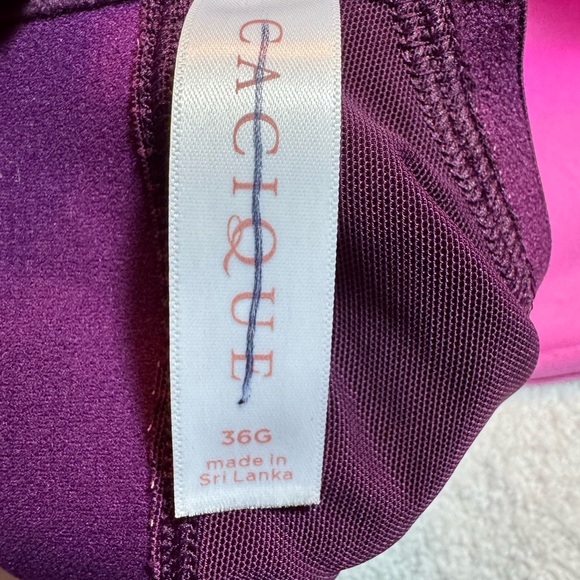 CACIQUE
36G
made in
Sri Lanka